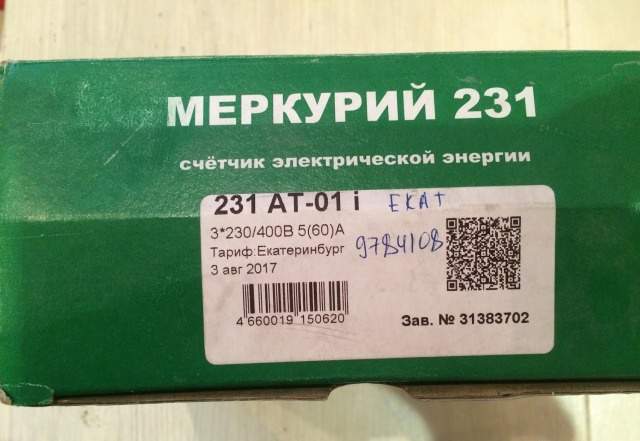 МЕРКУРИЙ 231
счётчик электрической энергии
231 АТ-01 i ЕКАТ
3*230/400В 5(60)А
Тариф:Екатеринбург 9784108
3 авг 2017
4 660019 150620
Зав. № 31383702